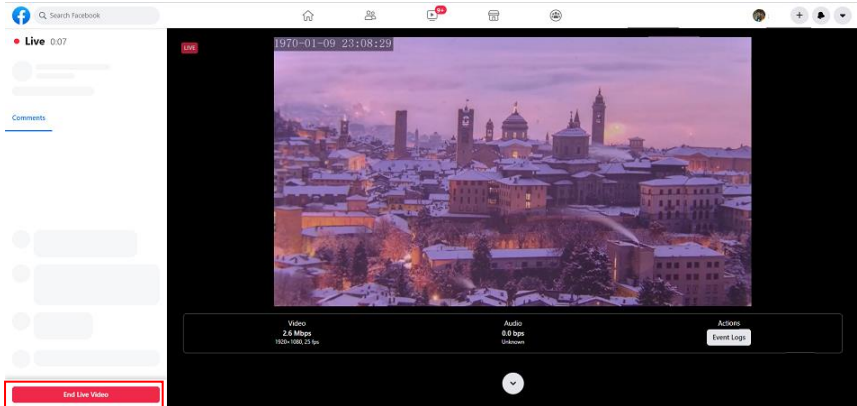 Search Facebook
9+
Live 0:07
LIVE
1970-01-09 23:08:29
Comments
Video
2.6 Mbps
1920×1080, 25 fps
Audio
0.0 bps
Unknown
Actions
Event Logs
End Live Video